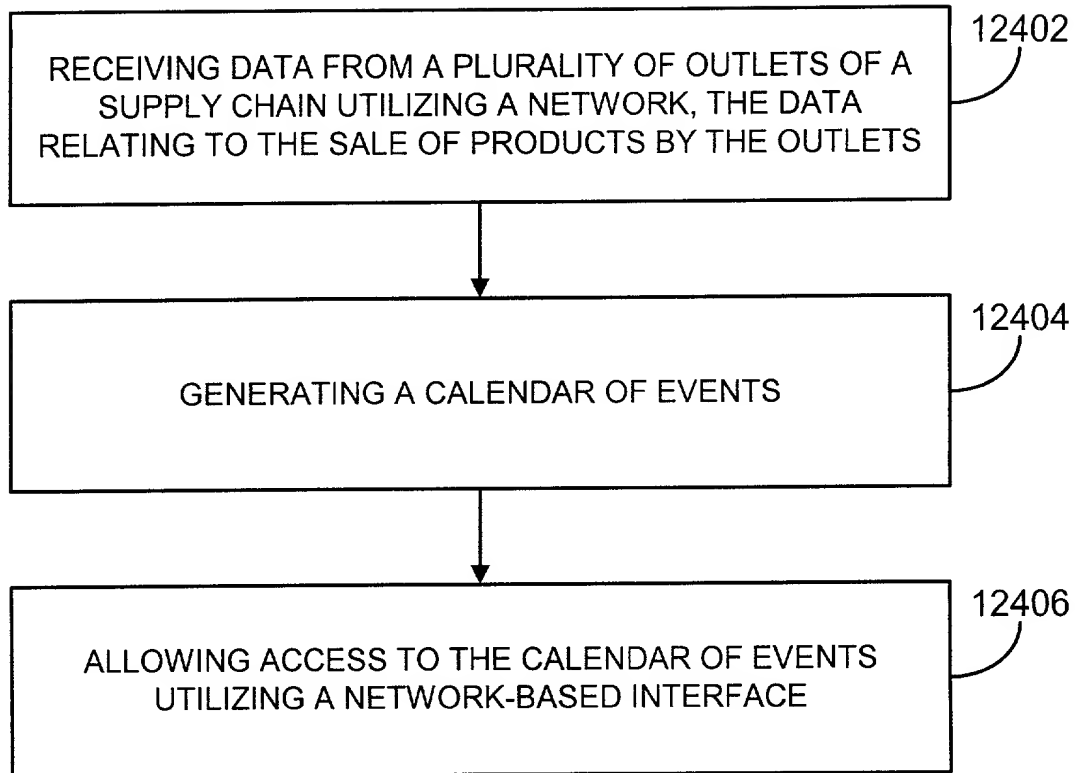 12402
RECEIVING DATA FROM A PLURALITY OF OUTLETS OF A
SUPPLY CHAIN UTILIZING A NETWORK, THE DATA
RELATING TO THE SALE OF PRODUCTS BY THE OUTLETS
12404
GENERATING A CALENDAR OF EVENTS
12406
ALLOWING ACCESS TO THE CALENDAR OF EVENTS
UTILIZING A NETWORK-BASED INTERFACE